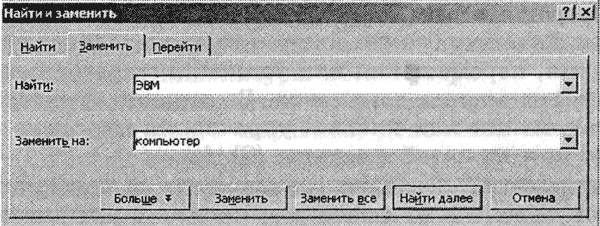 Найти и заменить
Найти Заменить Перейти
Найти: ЭВМ
Заменить на: компьютер
Больше Заменить Заменить все Найти далее Отмена